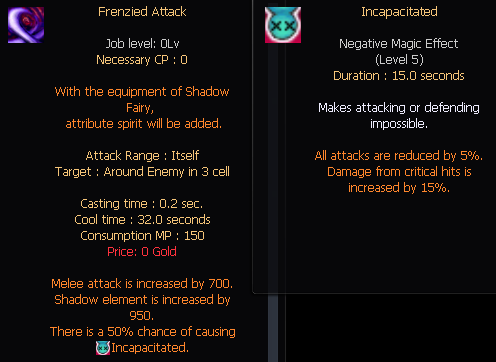 Frenzied Attack
Job level: 0Lv
Necessary CP : 0
With the equipment of Shadow
Fairy,
attribute spirit will be added.
Attack Range : Itself
Target : Around Enemy in 3 cell
Casting time : 0.2 sec.
Cool time : 32.0 seconds
Consumption MP : 150
Price: 0 Gold
Melee attack is increased by 700.
Shadow element is increased by
950.
There is a 50% chance of causing
Incapacitated.
Incapacitated
Negative Magic Effect
(Level 5)
Duration : 15.0 seconds
Makes attacking or defending
impossible.
All attacks are reduced by 5%.
Damage from critical hits is
increased by 15%.